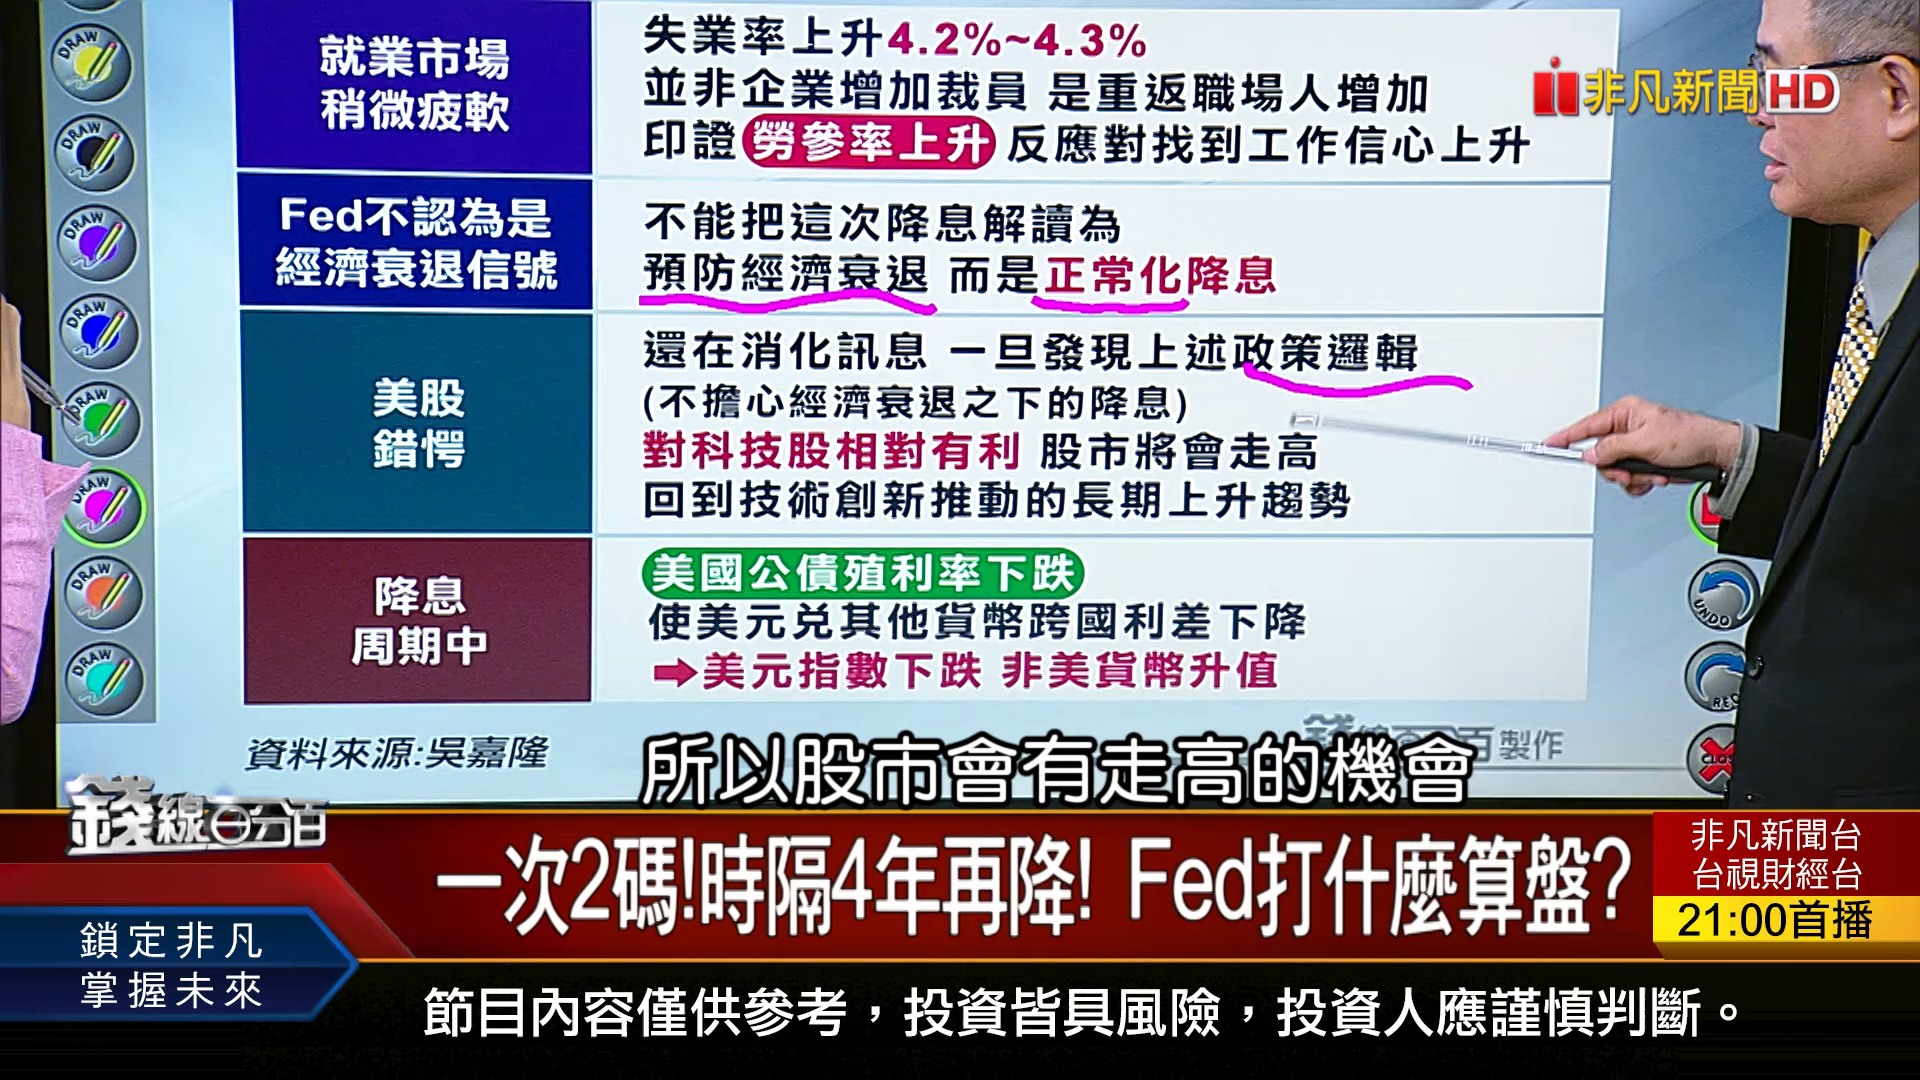 就業市場
稍微疲軟
失業率上升4.2%~4.3%
並非企業增加裁員 是重返職場人增加
印證 勞參率上升 反應對找到工作信心上升
Fed不認為是
經濟衰退信號
不能把這次降息解讀為
預防經濟衰退 而是正常化降息
美股
錯愕
還在消化訊息 一旦發現上述政策邏輯
(不擔心經濟衰退之下的降息)
對科技股相對有利 股市將會走高
回到技術創新推動的長期上升趨勢
降息
周期中
美國公債殖利率下跌
使美元兌其他貨幣跨國利差下降
➡美元指數下跌 非美貨幣升值
資料來源:吳嘉隆
錢線百分百製作
DRAW
DRAW
DRAW
DRAW
DRAW
DRAW
DRAW
DRAW
UNDO
非凡新聞HD
所以股市會有走高的機會
錢線百分百
一次2碼!時隔4年再降! Fed打什麼算盤?
非凡新聞台
台視財經台
21:00首播
鎖定非凡
掌握未來
節目內容僅供參考，投資皆具風險，投資人應謹慎判斷。